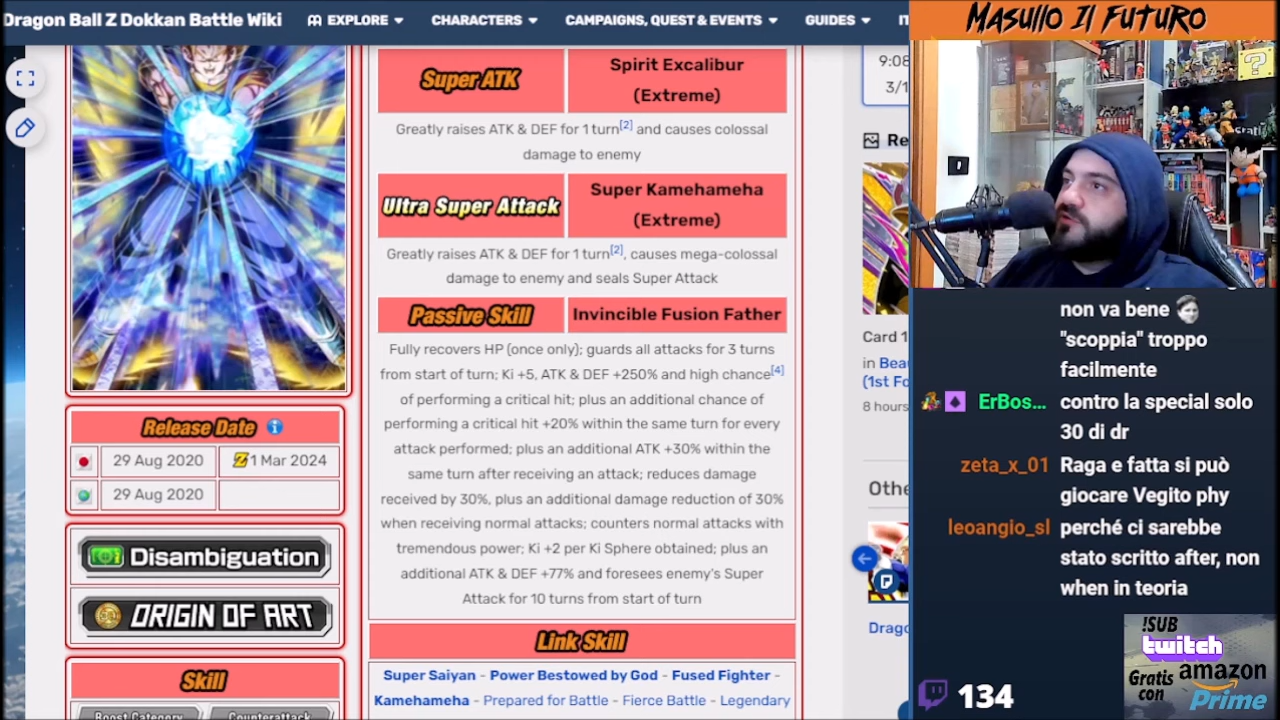 Dragon Ball Z Dokkan Battle Wiki
EXPLORE
CHARACTERS
CAMPAIGNS, QUEST & EVENTS
GUIDES
Masullo Il Futuro
Super ATK
Spirit Excalibur
(Extreme)
Greatly raises ATK & DEF for 1 turn[2] and causes colossal
damage to enemy
Ultra Super Attack
Super Kamehameha
(Extreme)
Greatly raises ATK & DEF for 1 turn[2], causes mega-colossal
damage to enemy and seals Super Attack
Passive Skill
Invincible Fusion Father
Fully recovers HP (once only); guards all attacks for 3 turns
from start of turn; Ki +5, ATK & DEF +250% and high chance[4]
of performing a critical hit; plus an additional chance of
performing a critical hit +20% within the same turn for every
attack performed; plus an additional ATK +30% within the
same turn after receiving an attack; reduces damage
received by 30%, plus an additional damage reduction of 30%
when receiving normal attacks; counters normal attacks with
tremendous power; Ki +2 per Ki Sphere obtained; plus an
additional ATK & DEF +77% and foresees enemy's Super
Attack for 10 turns from start of turn
Link Skill
Super Saiyan - Power Bestowed by God - Fused Fighter -
Kamehameha - Prepared for Battle - Fierce Battle - Legendary
Release Date
29 Aug 2020
Z 1 Mar 2024
29 Aug 2020
Disambiguation
ORIGIN OF ART
Skill
Boost Category
Counterattack
9:08
3/1
Re
Card 1
in Beau
(1st Fo
8 hours
Othe
Drago
non va bene
"scoppia" troppo
facilmente
ErBos... contro la special solo
30 di dr
zeta_x_01 Raga e fatta si può
giocare Vegito phy
leoangio_sl perché ci sarebbe
stato scritto after, non
when in teoria
134
!SUB
twitch
Gratis
con
amazon
Prime